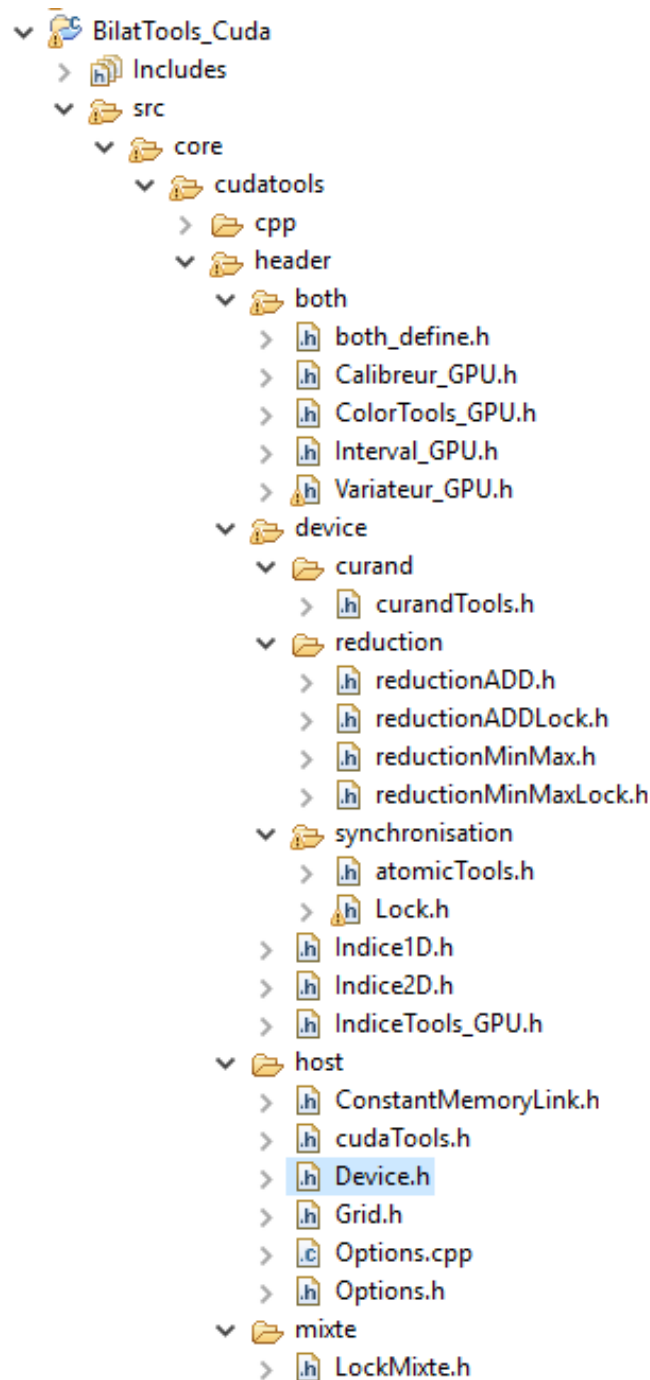 BilatTools_Cuda
Includes
src
core
cudatools
cpp
header
both
both_define.h
Calibreur_GPU.h
ColorTools_GPU.h
Interval_GPU.h
Variateur_GPU.h
device
curand
curandTools.h
reduction
reductionADD.h
reductionADDLock.h
reductionMinMax.h
reductionMinMaxLock.h
synchronisation
atomicTools.h
Lock.h
Indice1D.h
Indice2D.h
IndiceTools_GPU.h
host
ConstantMemoryLink.h
cudaTools.h
Device.h
Grid.h
Options.cpp
Options.h
mixte
LockMixte.h